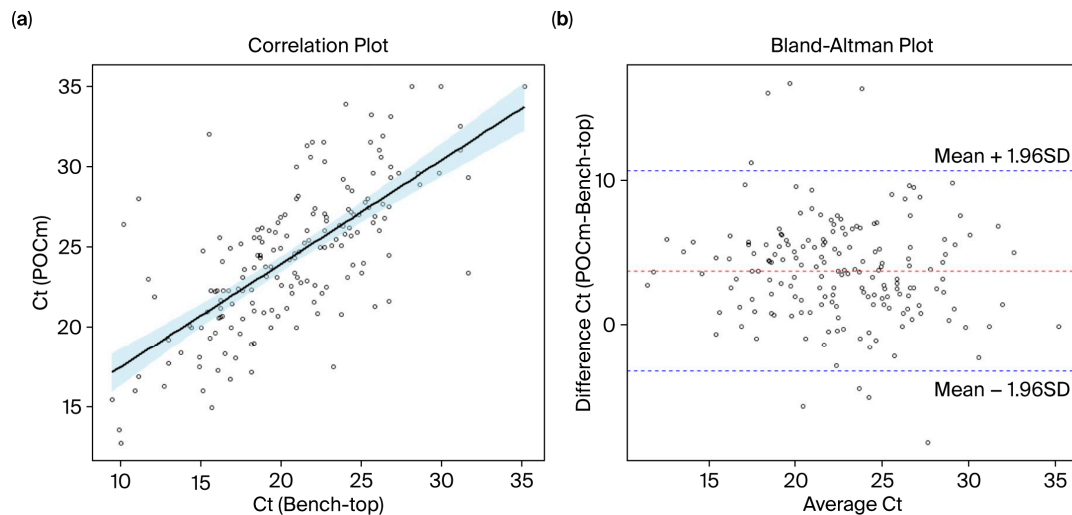 (a)
Correlation Plot
Ct (POCm)
35
30
25
20
15
10 15 20 25 30 35
Ct (Bench-top)
(b)
Bland-Altman Plot
Difference Ct (POCm-Bench-top)
Mean + 1.96SD
10
0
Mean – 1.96SD
15 20 25 30 35
Average Ct